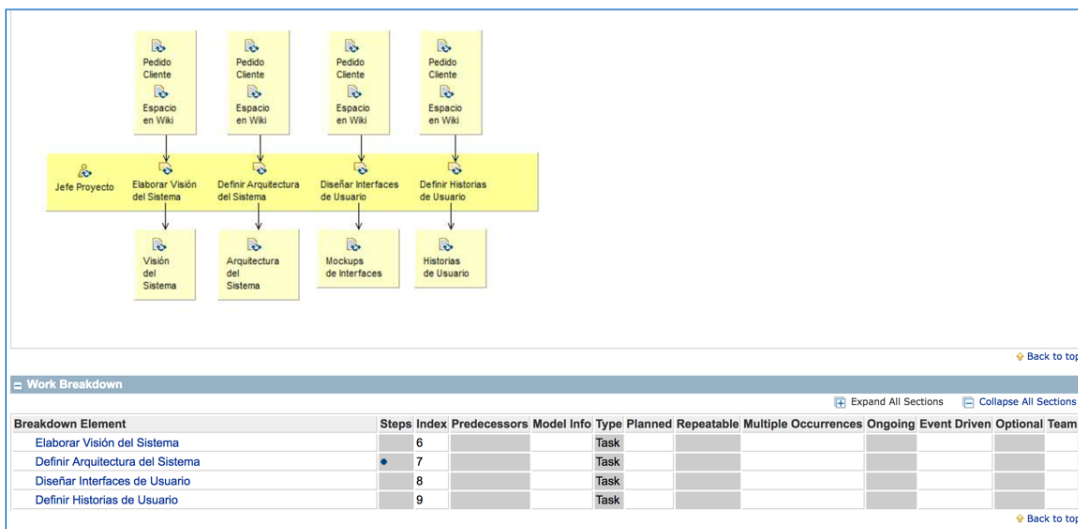 Pedido Cliente
Espacio en Wiki
Pedido Cliente
Espacio en Wiki
Pedido Cliente
Espacio en Wiki
Pedido Cliente
Espacio en Wiki
Jefe Proyecto
Elaborar Visión del Sistema
Definir Arquitectura del Sistema
Diseñar Interfaces de Usuario
Definir Historias de Usuario
Visión del Sistema
Arquitectura del Sistema
Mockups de Interfaces
Historias de Usuario
Back to top
Work Breakdown
Expand All Sections Collapse All Sections
Breakdown Element Steps Index Predecessors Model Info Type Planned Repeatable Multiple Occurrences Ongoing Event Driven Optional Team
Elaborar Visión del Sistema 6 Task
Definir Arquitectura del Sistema 7 Task
Diseñar Interfaces de Usuario 8 Task
Definir Historias de Usuario 9 Task
Back to top